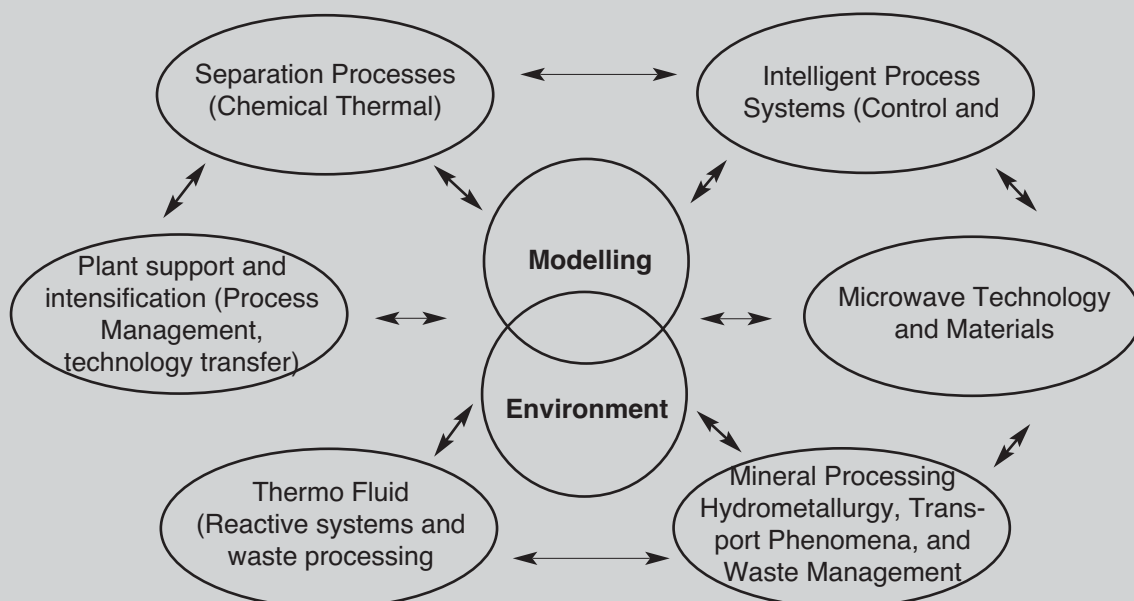 Separation Processes
(Chemical Thermal)
Intelligent Process
Systems (Control and
Plant support and
intensification (Process
Management,
technology transfer)
Modelling
Microwave Technology
and Materials
Environment
Thermo Fluid
(Reactive systems and
waste processing
Mineral Processing
Hydrometallurgy, Trans-
port Phenomena, and
Waste Management